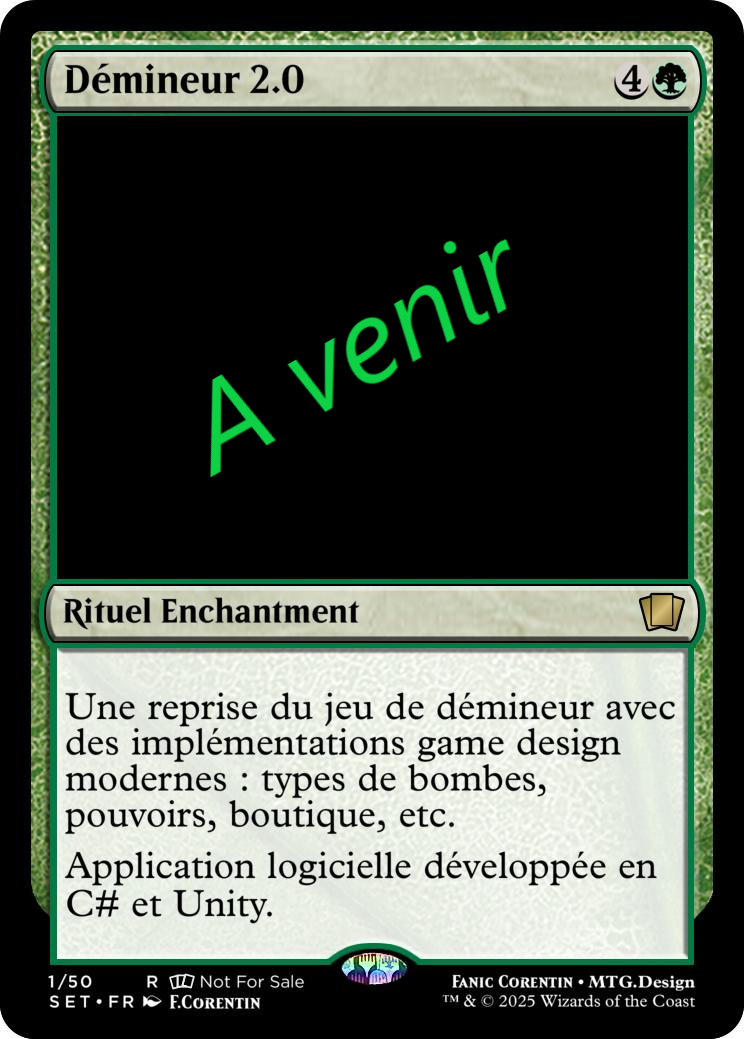 Démineur 2.0 4
A venir
Rituel Enchantment
Une reprise du jeu de démineur avec
des implémentations game design
modernes : types de bombes,
pouvoirs, boutique, etc.
Application logicielle développée en
C# et Unity.
1/50 R Not For Sale
SET • FR F.CORENTIN
FANIC CORENTIN • MTG.DESIGN
™ & © 2025 Wizards of the Coast